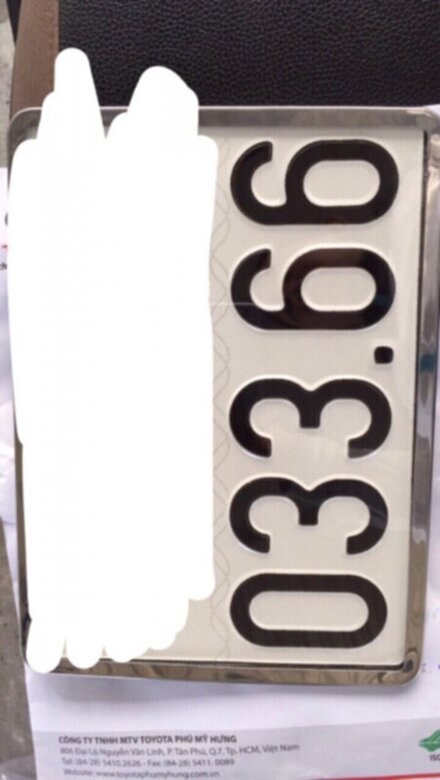 033.66
CÔNG TY TNHH MTV TOYOTA PHÚ MỸ HƯNG
806 Đại Lộ Nguyễn Văn Linh, P. Tân Phú, Q.7, Tp. HCM, Việt Nam
Tel: (84-28) 5410.2626 - Fax: (84-28) 5411. 0089
Website: www.toyotaphumyhung.com.vn